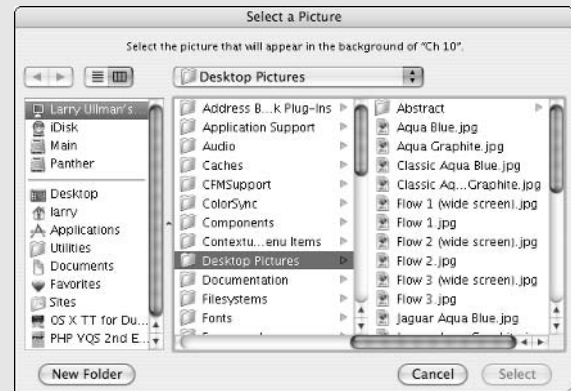 Select a Picture
Select the picture that will appear in the background of "Ch 10".
Desktop Pictures
Larry Ullman's...
iDisk
Main
Panther
Desktop
larry
Applications
Utilities
Documents
Favorites
Sites
OS X TT for Du...
PHP VQS 2nd E...
Address B...k Plug-Ins
Application Support
Audio
Caches
CFMSupport
ColorSync
Components
Contextu...enu Items
Desktop Pictures
Documentation
Filesystems
Fonts
Abstract
Aqua Blue.jpg
Aqua Graphite.jpg
Classic Aqua Blue.jpg
Classic Aq...Graphite.jpg
Flow 1 (wide screen).jpg
Flow 1.jpg
Flow 2 (wide screen).jpg
Flow 2.jpg
Flow 3 (wide screen).jpg
Flow 3.jpg
Jaguar Aqua Blue.jpg
New Folder
Cancel
Select